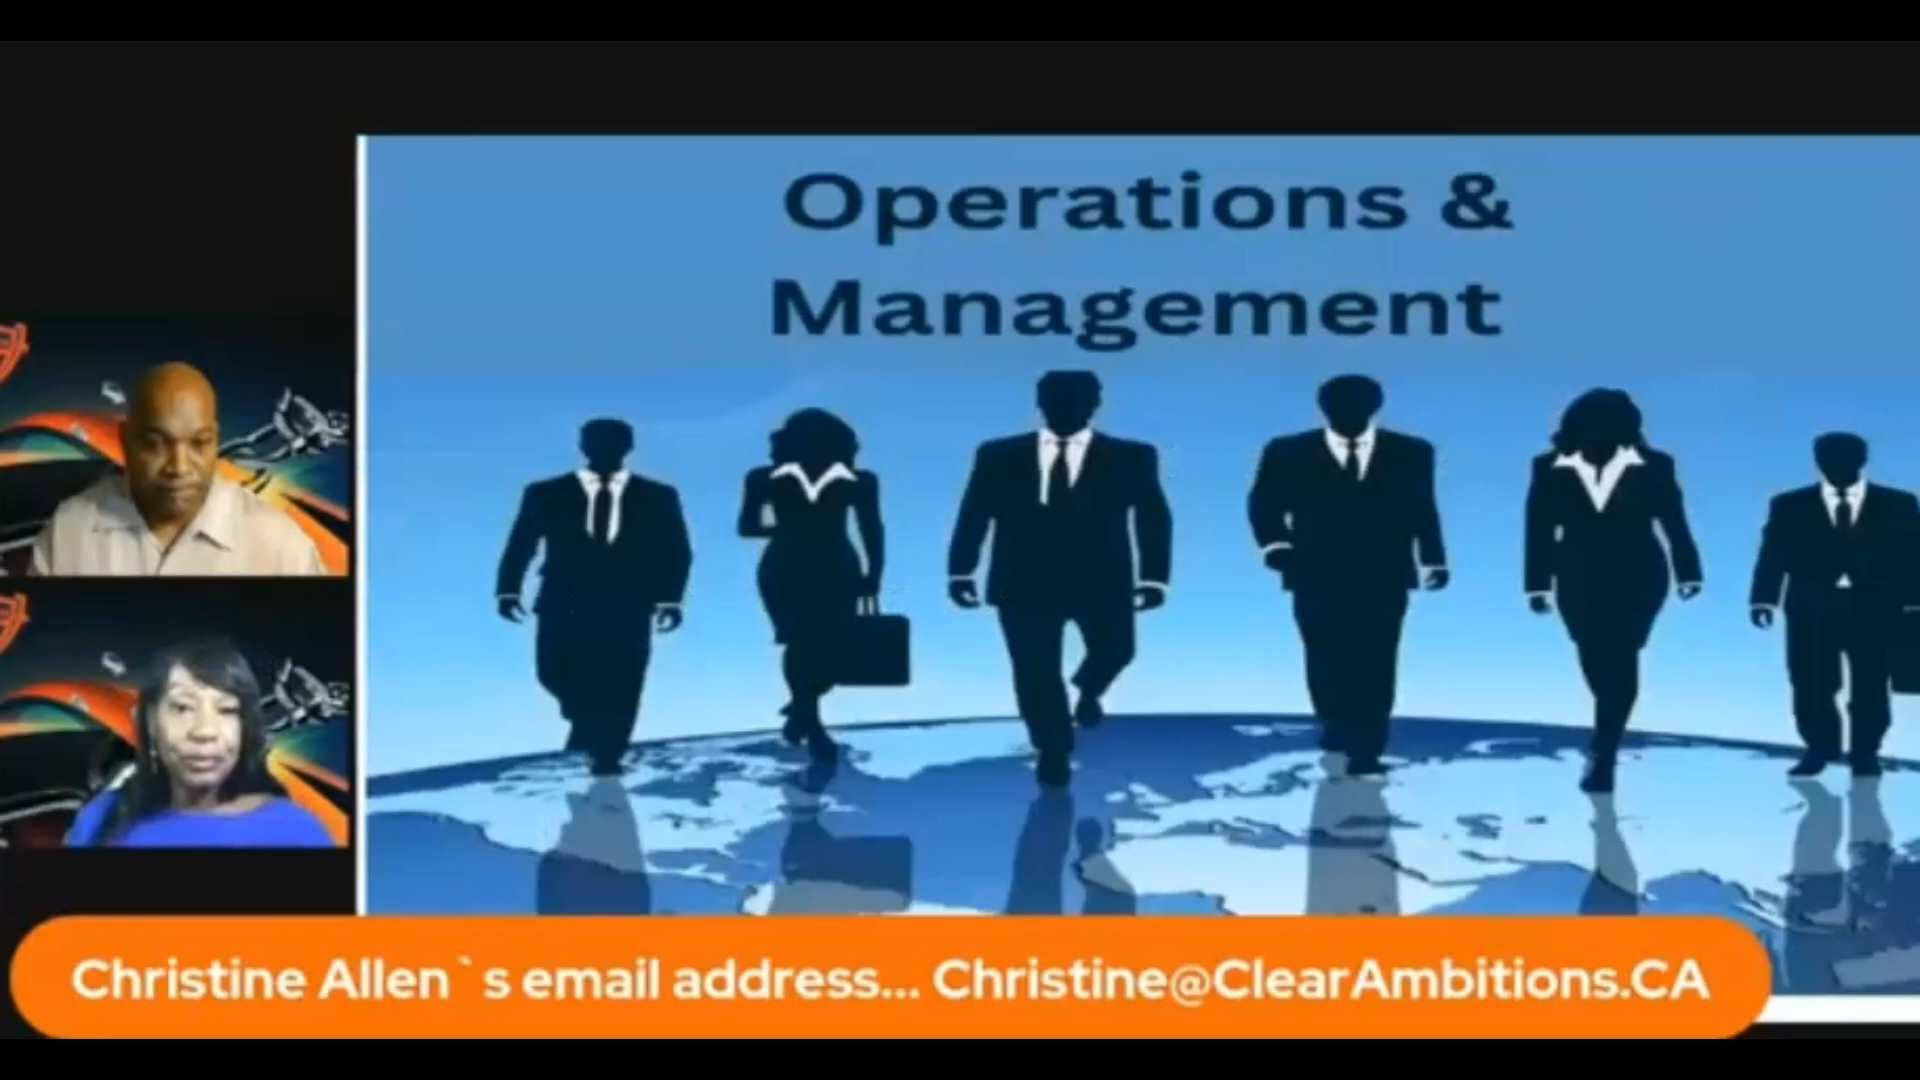 Operations &
Management
Christine Allen`s email address... Christine@ClearAmbitions.CA